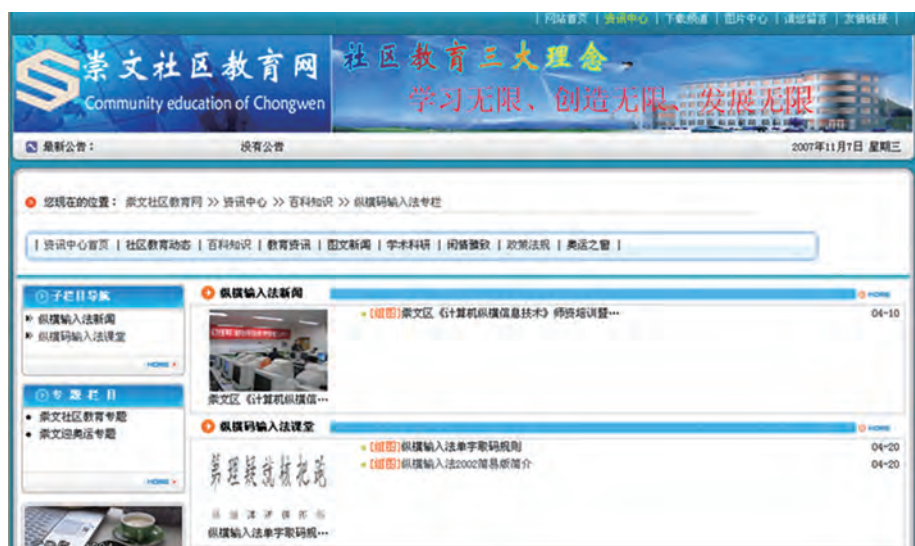 | 网站首页 | 资讯中心 | 下载频道 | 图片中心 | 请您留言 | 友情链接 |
崇文社区教育网
Community education of Chongwen
社区教育三大理念
学习无限、创造无限、发展无限
最新公告： 没有公告 2007年11月7日 星期三
您现在的位置： 崇文社区教育网 >> 资讯中心 >> 百科知识 >> 纵横码输入法专栏
| 资讯中心首页 | 社区教育动态 | 百科知识 | 教育资讯 | 图文新闻 | 学术科研 | 闲情雅致 | 政策法规 | 奥运之窗 |
子栏目导航
纵横输入法新闻
纵横码输入法课堂
HOME
专题栏目
崇文社区教育专题
崇文迎奥运专题
HOME
纵横输入法新闻
HOME
[组图]崇文区《计算机纵横信息技术》师资培训暨… 04-10
崇文区《计算机纵横信…
纵横码输入法课堂
HOME
[组图]纵横输入法单字取码规则 04-20
[组图]纵横输入法2002简易版简介 04-20
纵横输入法单字取码规…